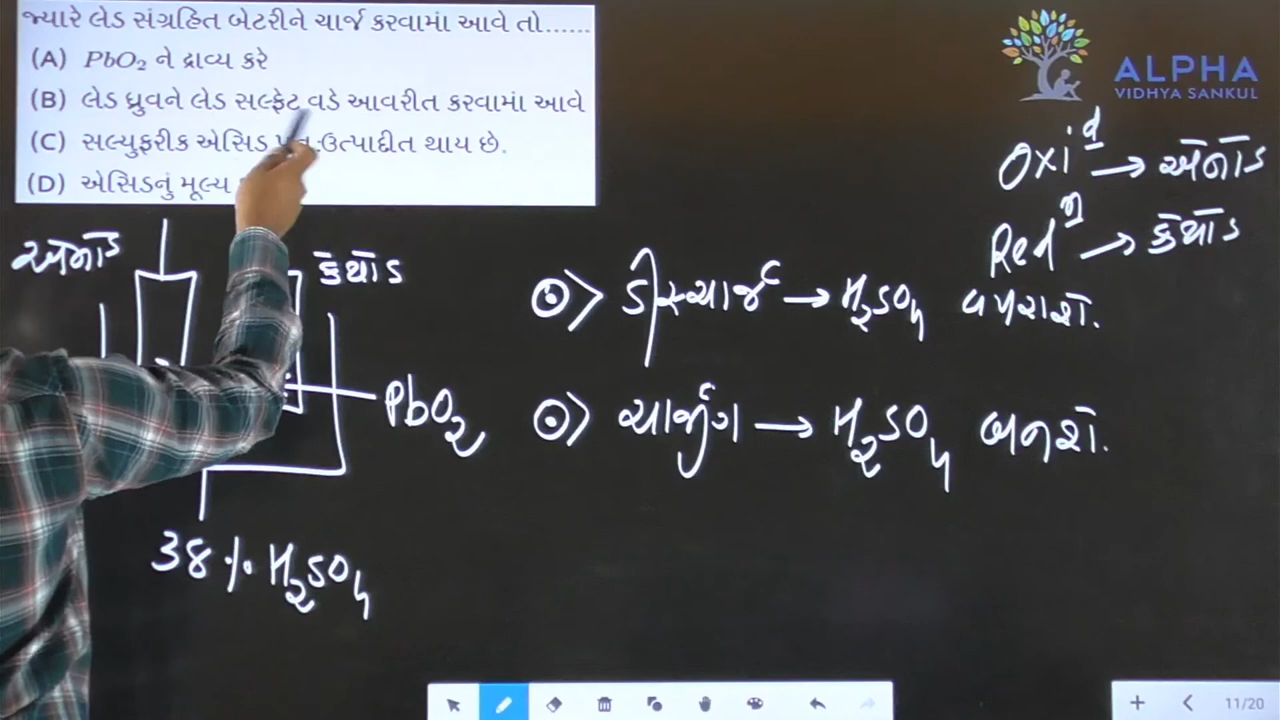 જ્યારે લેડ સંગ્રહિત બેટરીને ચાર્જ કરવામાં આવે તો......
(A) PbO₂ ને દ્રાવ્ય કરે
(B) લેડ ધ્રુવને લેડ સલ્ફેટ વડે આવરીત કરવામાં આવે
(C) સલ્યુફરીક એસિડ ઉત્પાદીત થાય છે.
(D) એસિડનું મૂલ્ય
ALPHA
VIDHYA SANKUL
Oxiᵈ → એનોડ
Redⁿ → કેથોડ
એનોડ
કેથોડ
PbO₂
38% H₂SO₄
⊙> ડીસ્ચાર્જ → H₂SO₄ વપરાશે.
⊙> ચાર્જીંગ → H₂SO₄ બનશે.
11/20